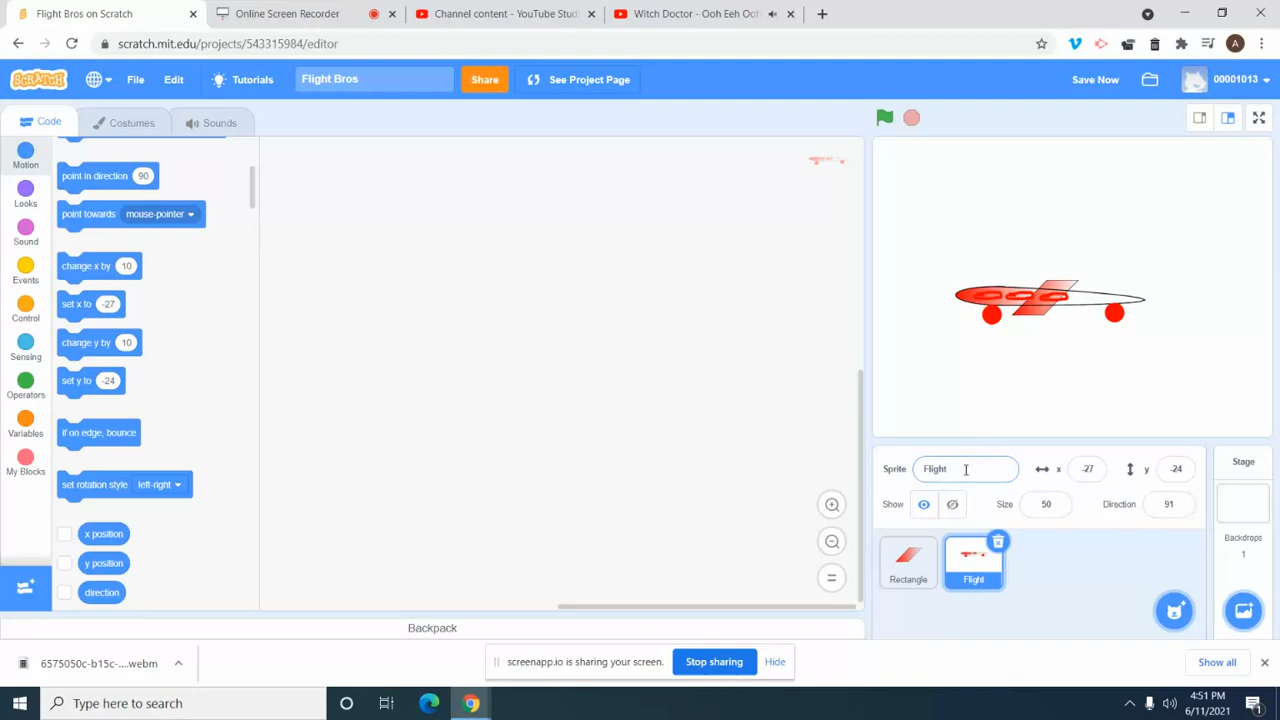 Flight Bros on Scratch
Online Screen Recorder
Channel content - YouTube Stud
Witch Doctor - Ooh Eeh Ooh
scratch.mit.edu/projects/543315984/editor
A
SCRATCH
File
Edit
Tutorials
Flight Bros
Share
See Project Page
Save Now
00001013
Code
Costumes
Sounds
Motion
Looks
Sound
Events
Control
Sensing
Operators
Variables
My Blocks
point in direction 90
point towards mouse-pointer
change x by 10
set x to -27
change y by 10
set y to -24
if on edge, bounce
set rotation style left-right
x position
y position
direction
Sprite Flight x -27 y -24
Show Size 50 Direction 91
Rectangle
Flight
Stage
Backdrops
1
Backpack
6575050c-b15c-....webm
screenapp.io is sharing your screen. Stop sharing Hide
Show all
Type here to search
4:51 PM
6/11/2021
1